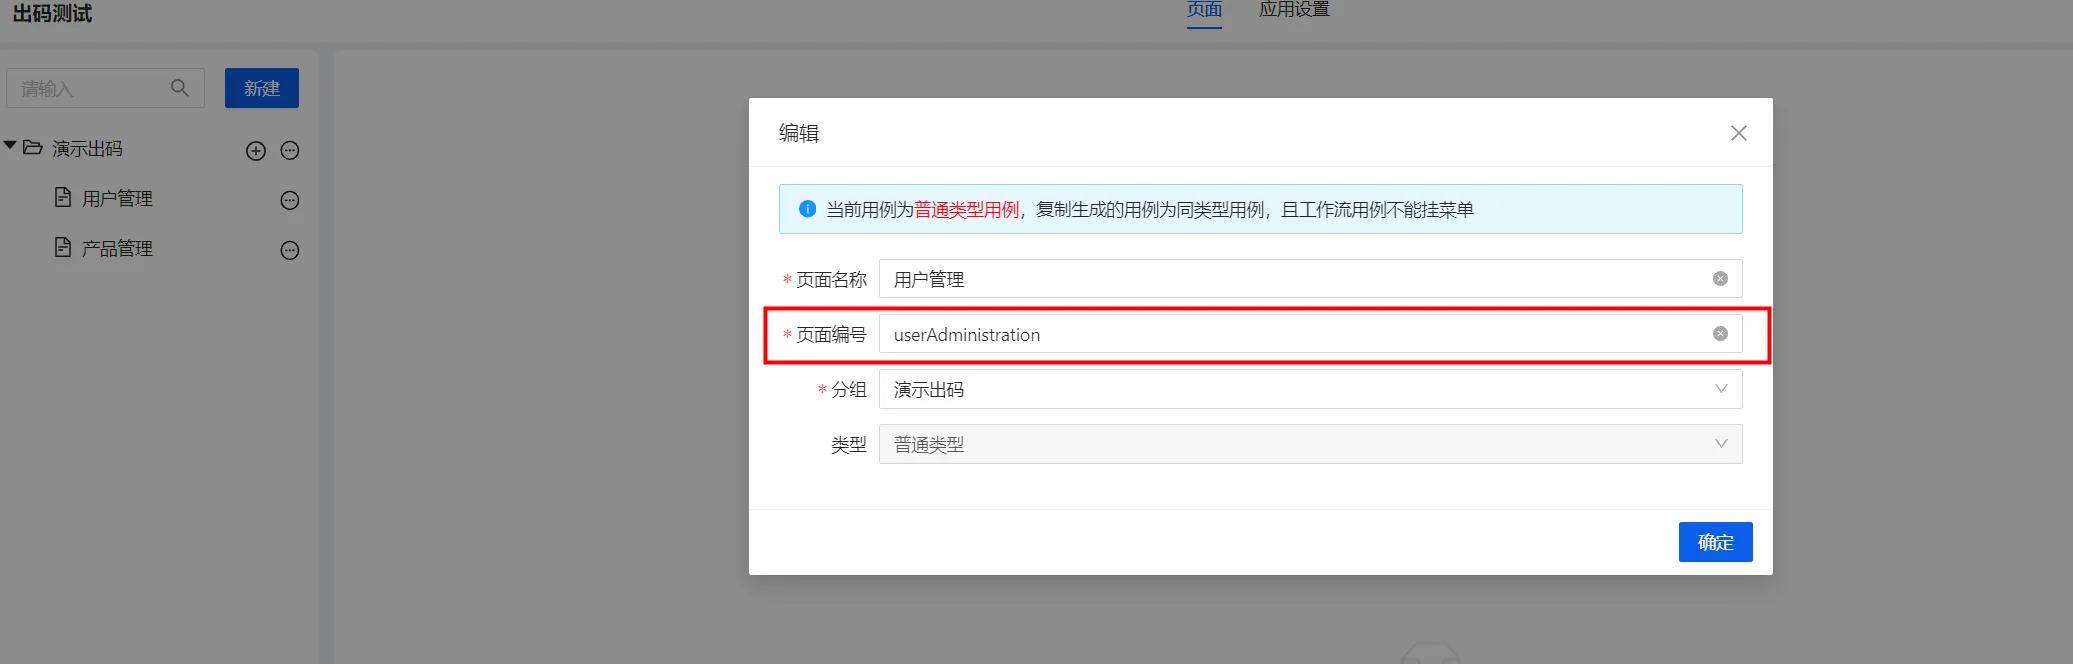 出码测试
页面 应用设置
请输入 新建
演示出码
用户管理
产品管理
编辑
当前用例为普通类型用例，复制生成的用例为同类型用例，且工作流用例不能挂菜单
* 页面名称 用户管理
* 页面编号 userAdministration
* 分组 演示出码
类型 普通类型
确定